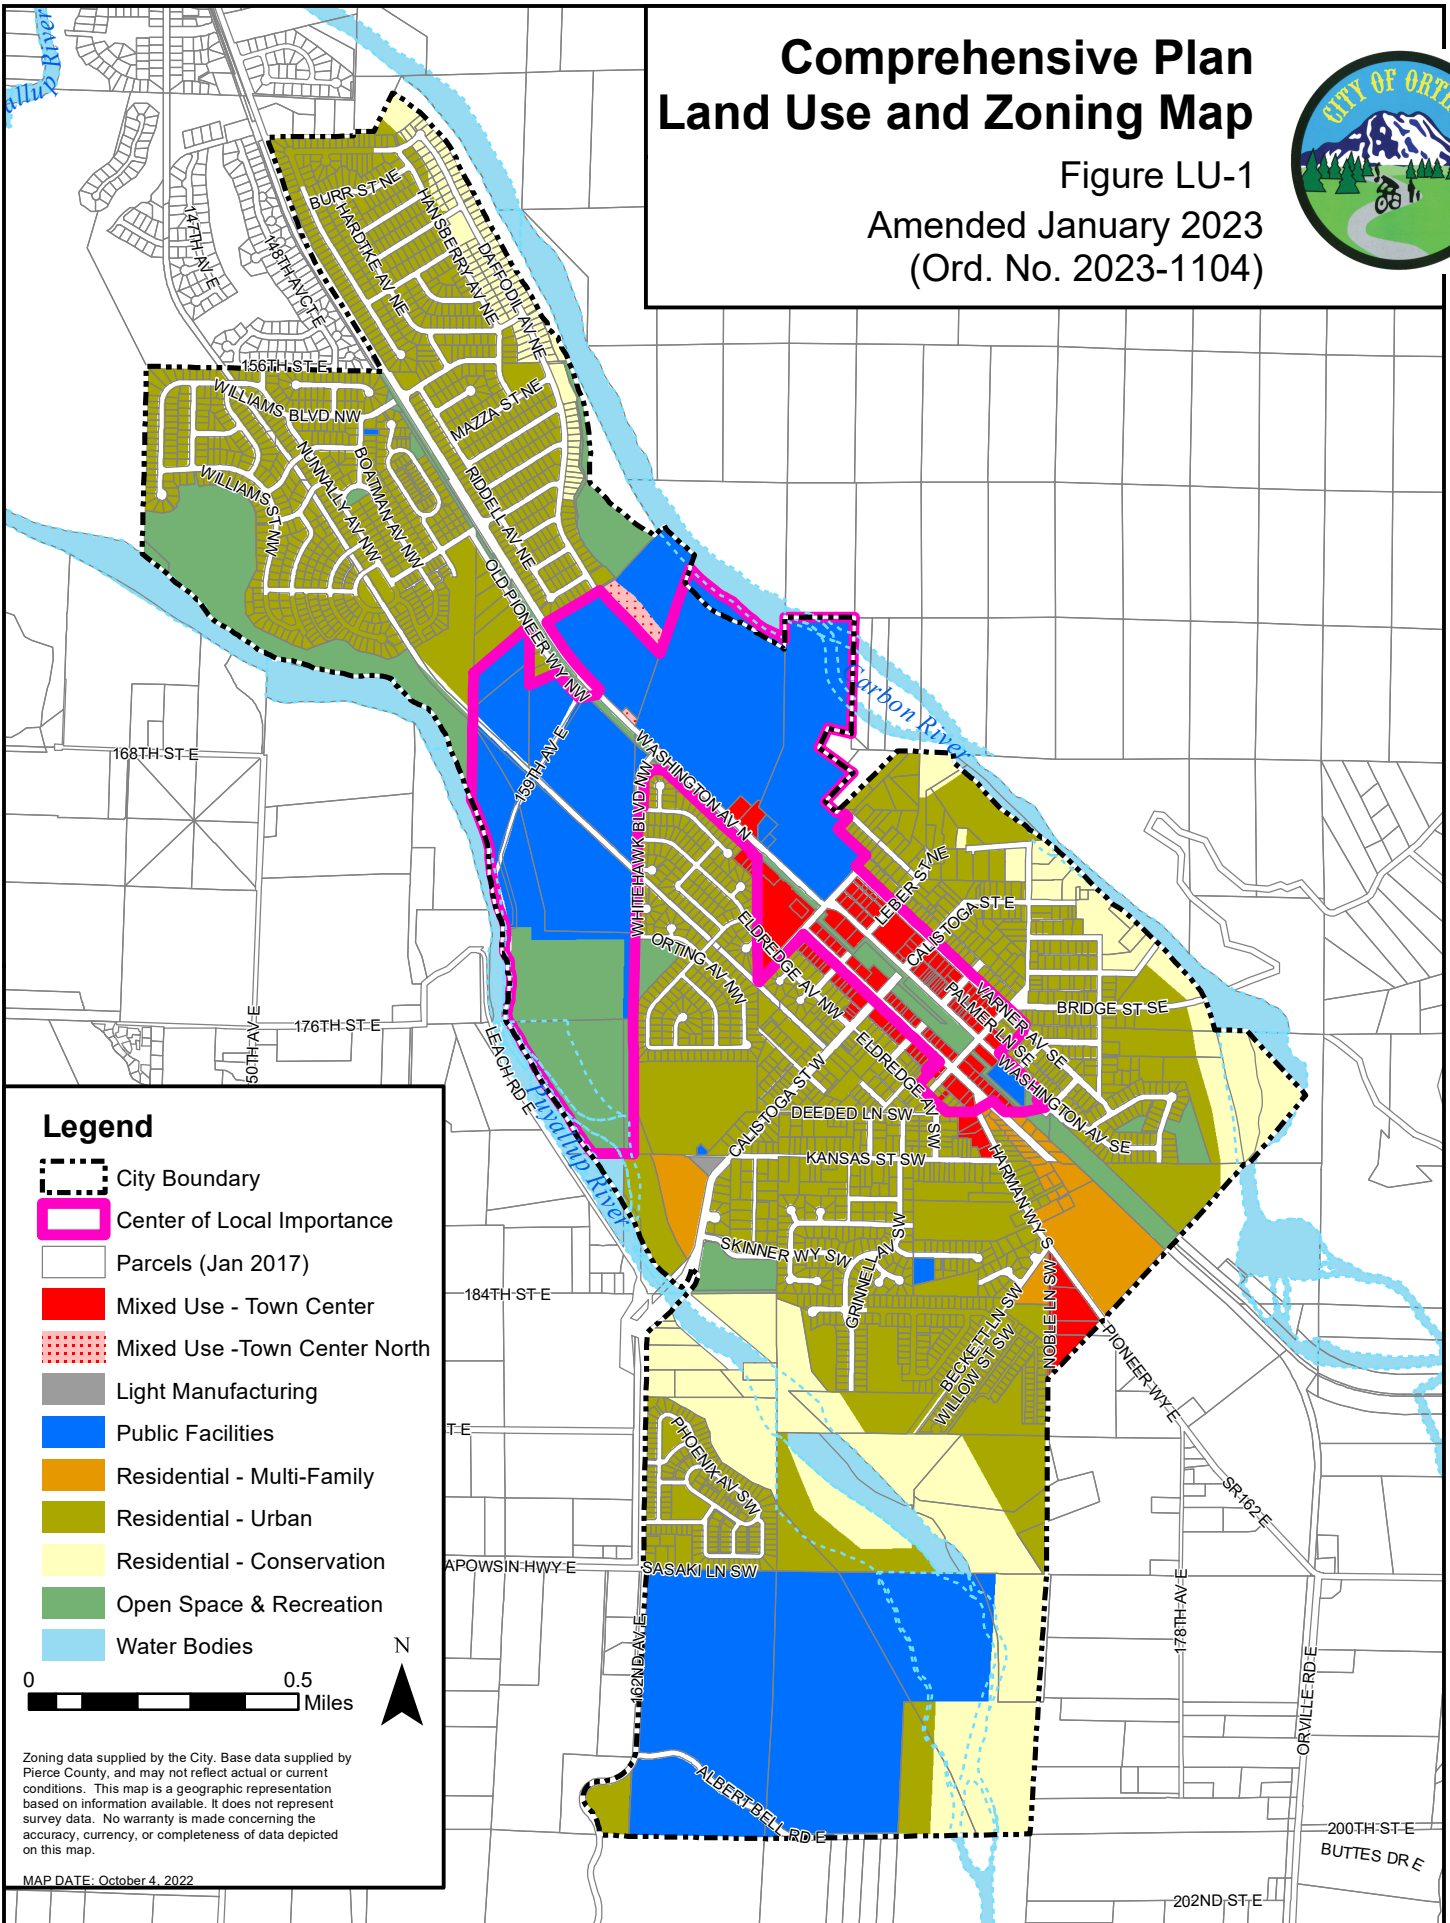 Comprehensive Plan
Land Use and Zoning Map
Figure LU-1
Amended January 2023
(Ord. No. 2023-1104)
CITY OF
allup River
BURR ST NE
HARDTKE AV NE
HANSBERRY AV NE
DAFFODIL AV NE
147TH AV E
148TH AVCT E
156TH ST E
WILLIAMS BLVD NW
MAZZA ST NE
NUNNALLY AV NW
BOATMAN AV NW
WILLIAMS ST NW
RIDDELL AV NE
OLD PIONEER WY NW
Carbon River
168TH ST E
159TH AV E
WASHINGTON AV N
WHITEHAWK BLVD NW
LEBER ST NE
CALISTOGA ST E
ELDREDGE AV NW
ORTING AV NW
VARNER AV SE
PALMER LN SE
BRIDGE ST SE
176TH ST E
50TH AV E
LEACH RD E
ELDREDGE AV SW
WASHINGTON AV SE
CALISTOGA ST W
DEEDED LN SW
KANSAS ST SW
HARMAN WY S
Puyallup River
SKINNER WY SW
GRINNELL AV SW
184TH ST E
BECKETT LN SW
WILLOW ST SW
NOBLE LN SW
PIONEER WY E
T E
PHOENIX AV SW
SR 162 E
APOWSIN HWY E
SASAKI LN SW
162ND AV E
178TH AV E
ORVILLE RD E
ALBERT BELL RD E
200TH ST E
BUTTES DR E
202ND ST E
Legend
City Boundary
Center of Local Importance
Parcels (Jan 2017)
Mixed Use - Town Center
Mixed Use -Town Center North
Light Manufacturing
Public Facilities
Residential - Multi-Family
Residential - Urban
Residential - Conservation
Open Space & Recreation
Water Bodies
N
0 0.5
Miles
Zoning data supplied by the City. Base data supplied by
Pierce County, and may not reflect actual or current
conditions. This map is a geographic representation
based on information available. It does not represent
survey data. No warranty is made concerning the
accuracy, currency, or completeness of data depicted
on this map.
MAP DATE: October 4, 2022